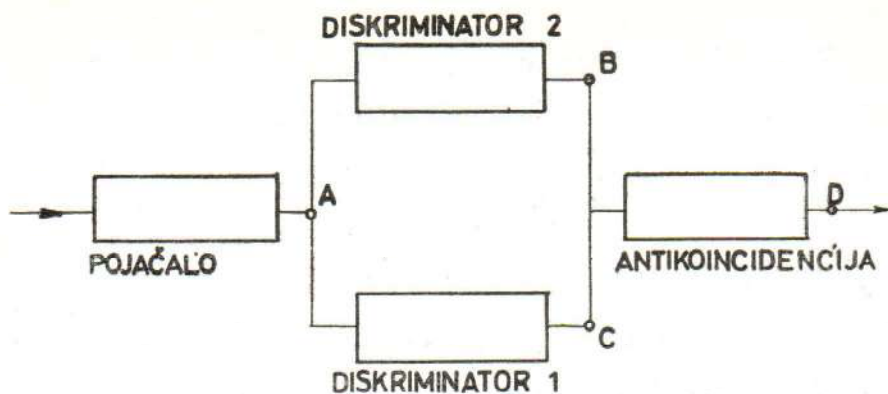 DISKRIMINATOR 2
B
A
D
POJAČALO
ANTIKOINCIDENCIJA
C
DISKRIMINATOR 1